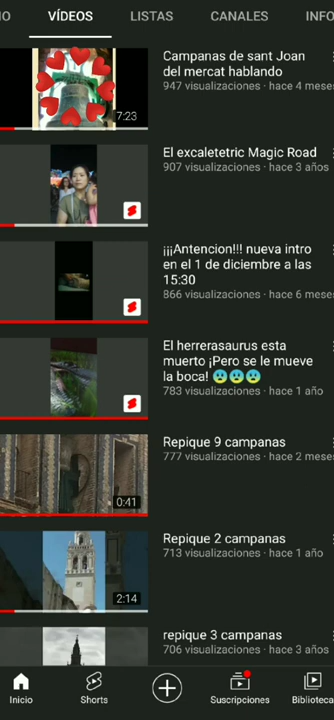 IO VÍDEOS LISTAS CANALES INFO
Campanas de sant Joan
del mercat hablando
947 visualizaciones · hace 4 mese
7:23
El excaletetric Magic Road
907 visualizaciones · hace 3 años
¡¡¡Antencion!!! nueva intro
en el 1 de diciembre a las
15:30
866 visualizaciones · hace 6 mese
El herrerasaurus esta
muerto ¡Pero se le mueve
la boca! 😨😨😨
783 visualizaciones · hace 1 año
Repique 9 campanas
777 visualizaciones · hace 2 mese
0:41
Repique 2 campanas
713 visualizaciones · hace 1 año
2:14
repique 3 campanas
706 visualizaciones · hace 3 años
Inicio Shorts Suscripciones Biblioteca